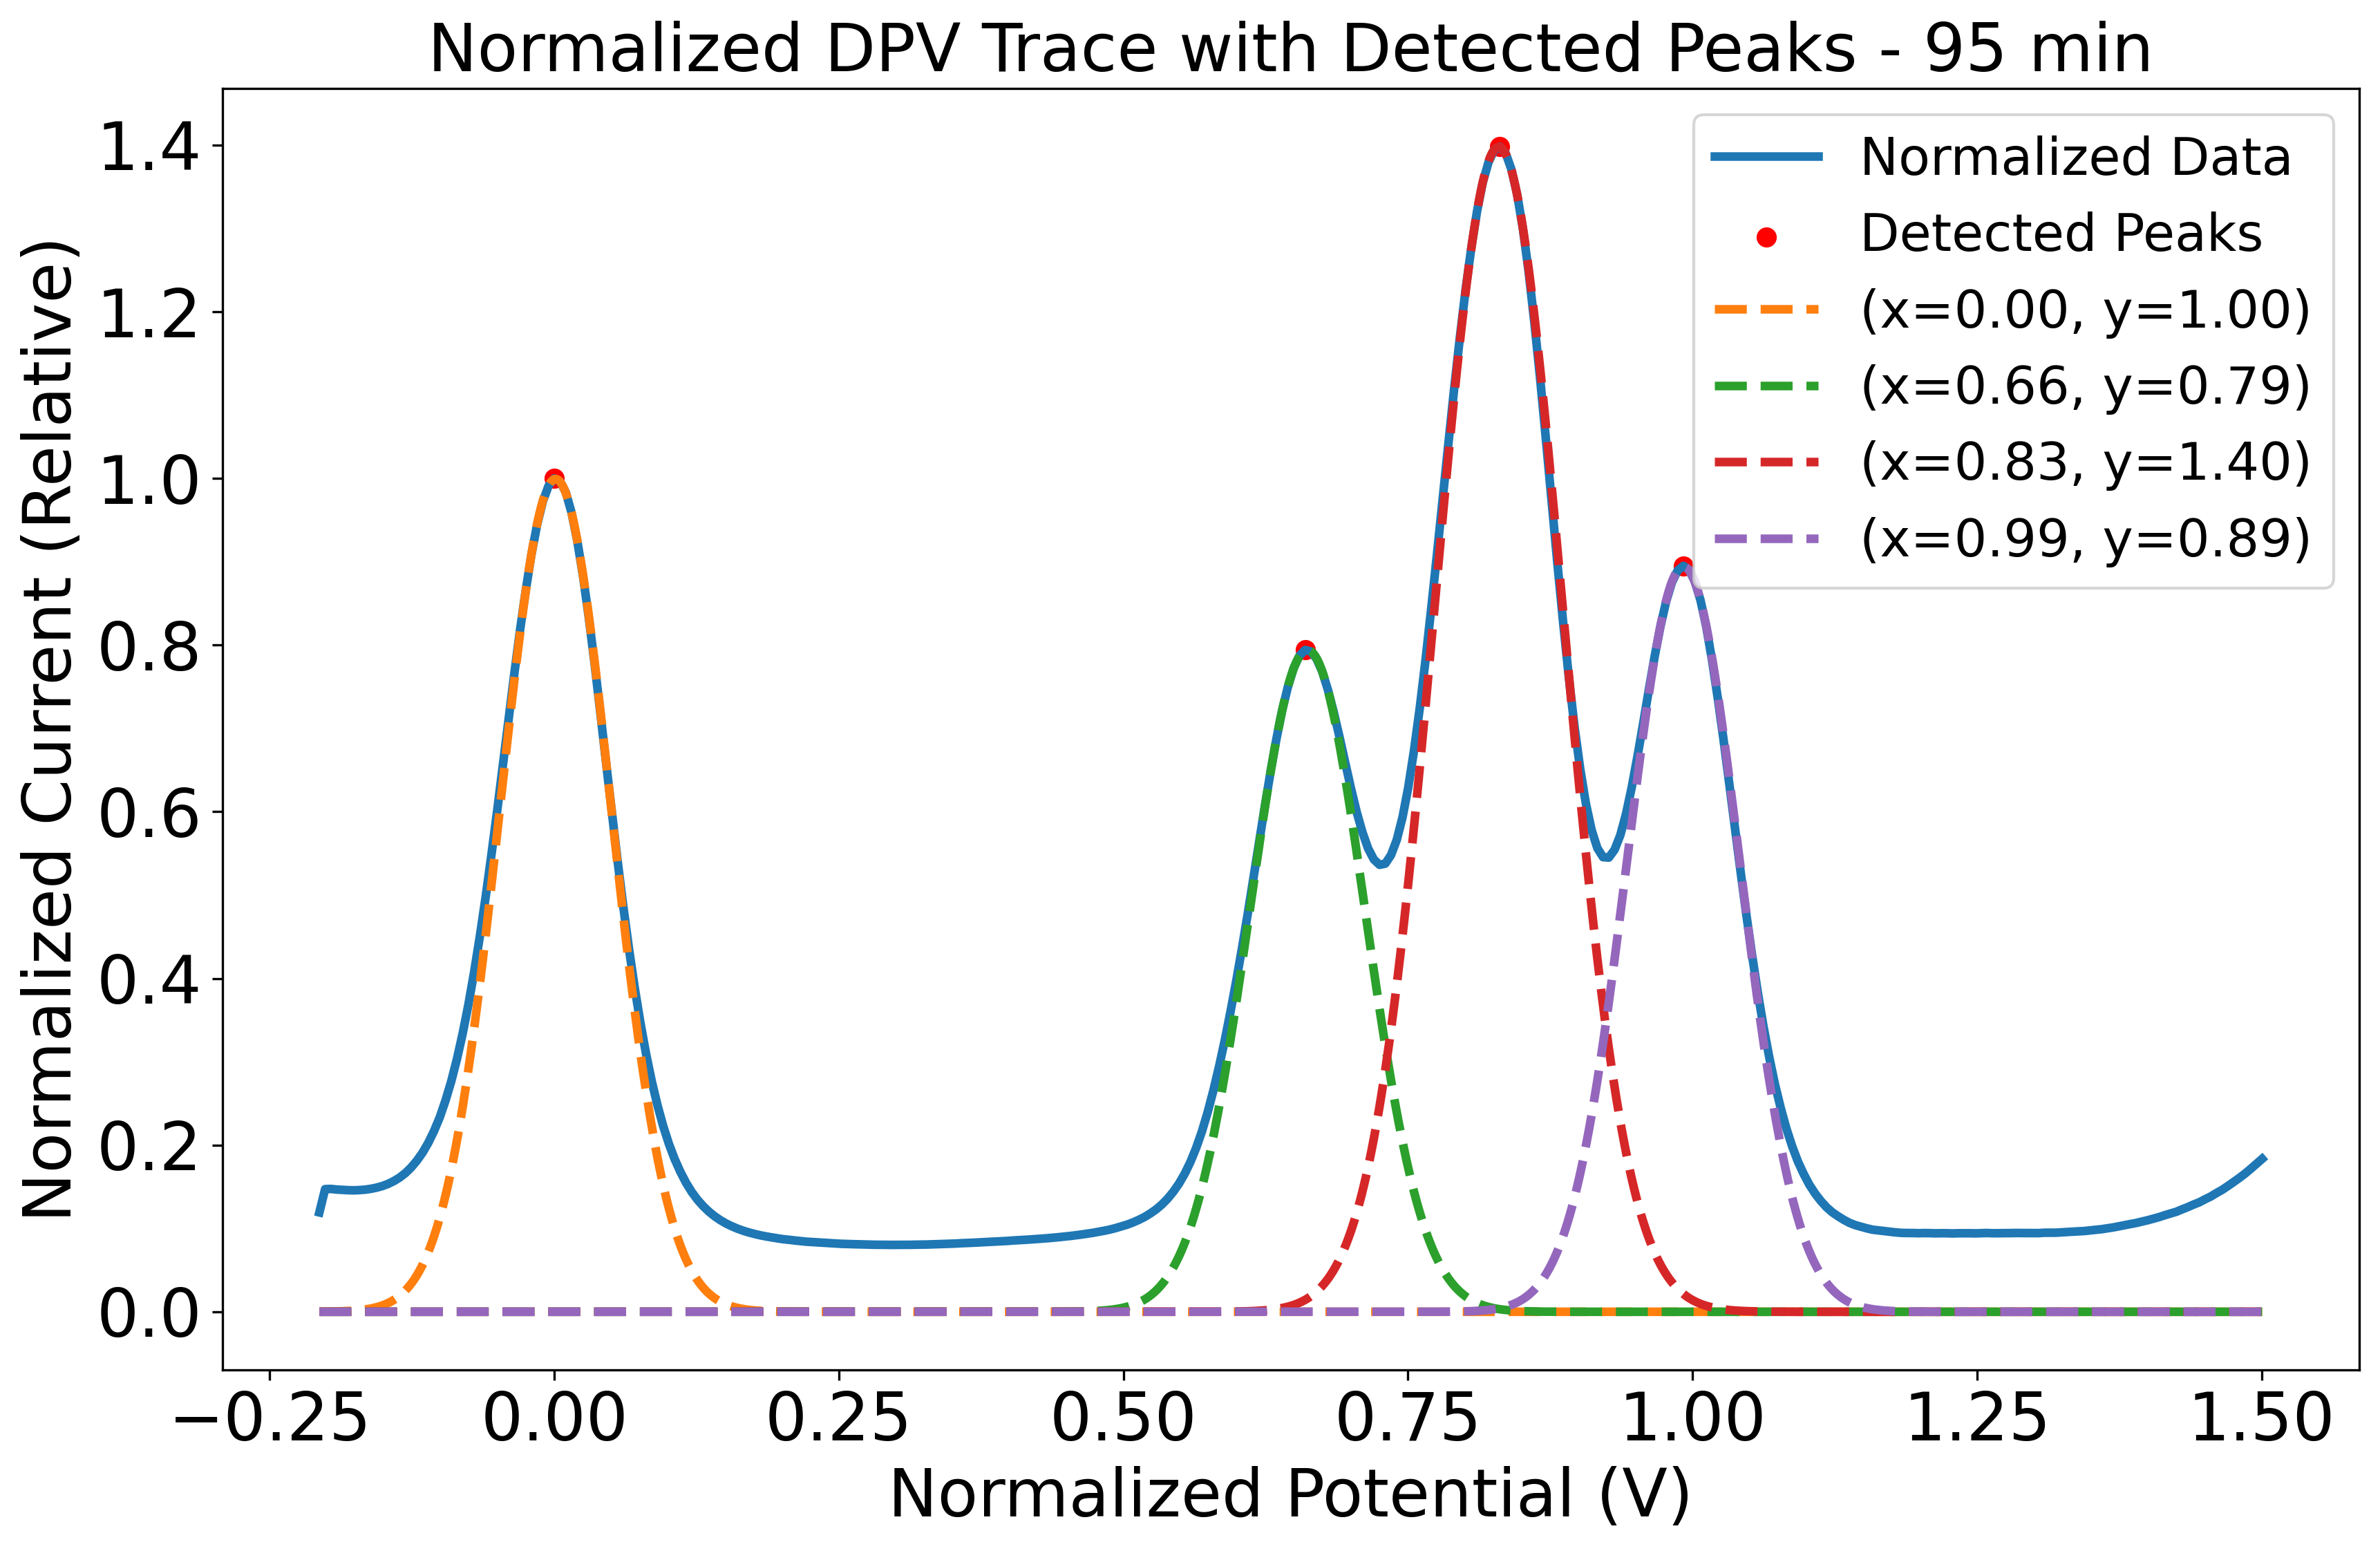 Normalized DPV Trace with Detected Peaks - 95 min
Normalized Current (Relative)
1.4
1.2
1.0
0.8
0.6
0.4
0.2
0.0
Normalized Data
Detected Peaks
(x=0.00, y=1.00)
(x=0.66, y=0.79)
(x=0.83, y=1.40)
(x=0.99, y=0.89)
−0.25 0.00 0.25 0.50 0.75 1.00 1.25 1.50
Normalized Potential (V)